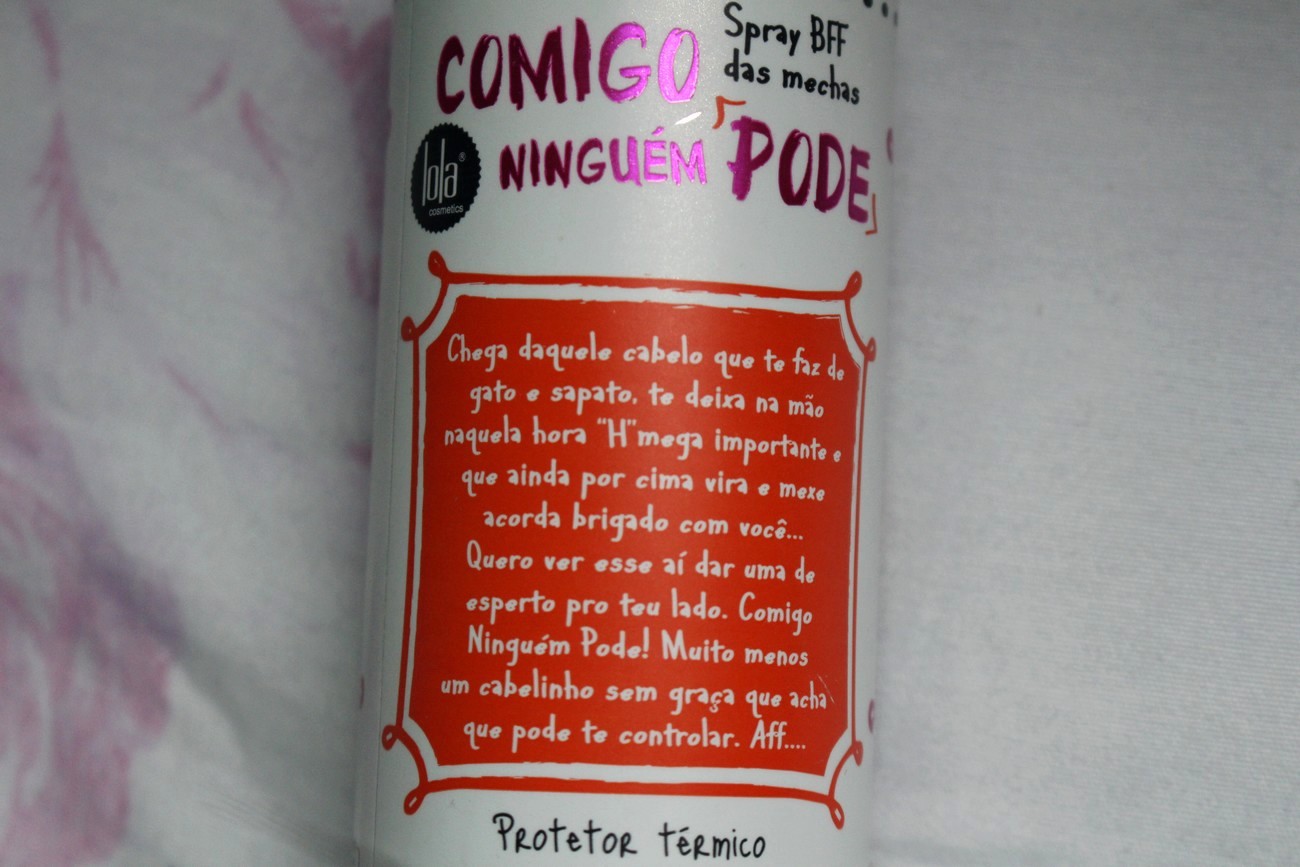 COMIGO
Spray BFF
das mechas
NINGUÉM PODE
lola®
cosmetics
Chega daquele cabelo que te faz de
gato e sapato, te deixa na mão
naquela hora "H"mega importante e
que ainda por cima vira e mexe
acorda brigado com você...
Quero ver esse aí dar uma de
esperto pro teu lado. Comigo
Ninguém Pode! Muito menos
um cabelinho sem graça que acha
que pode te controlar. Aff....
Protetor térmico